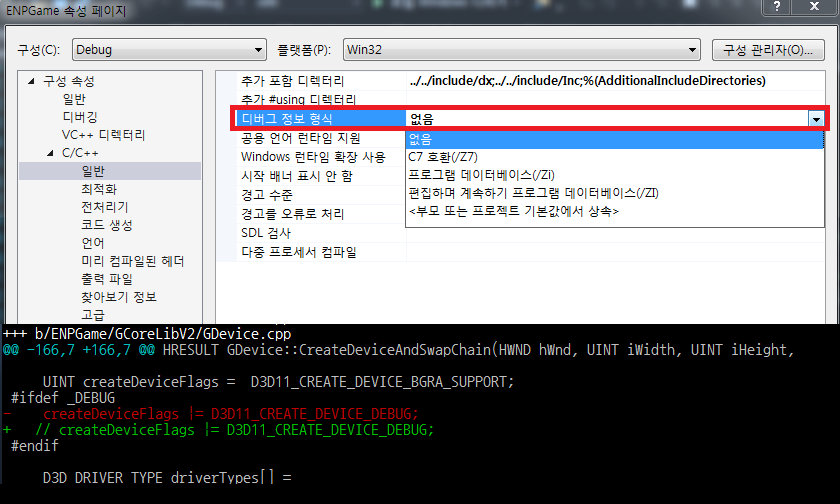 ENPGame 속성 페이지
?
구성(C): Debug 플랫폼(P): Win32 구성 관리자(O)...
구성 속성
일반
디버깅
VC++ 디렉터리
C/C++
일반
최적화
전처리기
코드 생성
언어
미리 컴파일된 헤더
출력 파일
찾아보기 정보
고급
추가 포함 디렉터리 ../../include/dx;../../include/Inc;%(AdditionalIncludeDirectories)
추가 #using 디렉터리
디버그 정보 형식 없음
공용 언어 런타임 지원
Windows 런타임 확장 사용
시작 배너 표시 안 함
경고 수준
경고를 오류로 처리
SDL 검사
다중 프로세서 컴파일
없음
C7 호환(/Z7)
프로그램 데이터베이스(/Zi)
편집하며 계속하기 프로그램 데이터베이스(/ZI)
<부모 또는 프로젝트 기본값에서 상속>
+++ b/ENPGame/GCoreLibV2/GDevice.cpp
@@ -166,7 +166,7 @@ HRESULT GDevice::CreateDeviceAndSwapChain(HWND hWnd, UINT iWidth, UINT iHeight,
UINT createDeviceFlags = D3D11_CREATE_DEVICE_BGRA_SUPPORT;
#ifdef _DEBUG
- createDeviceFlags |= D3D11_CREATE_DEVICE_DEBUG;
+ // createDeviceFlags |= D3D11_CREATE_DEVICE_DEBUG;
#endif
D3D_DRIVER_TYPE driverTypes[] =